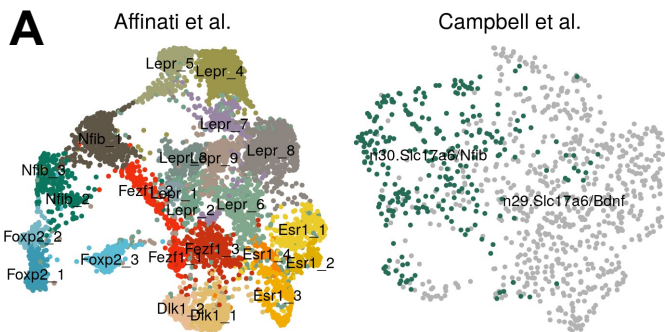 A
Affinati et al.
Campbell et al.
Lepr_5
Lepr_4
Lepr_7
Nfib_1
Lepr_8
Lepr_9
n30.Slc17a6/Nfib
Nfib_3
Fezf1_2
Nfib_2
Lepr_1
Lepr_2
Lepr_6
n29.Slc17a6/Bdnf
Foxp2_2
Esr1_1
Fezf1_3
Foxp2_3
Fezf1_1
Esr1_4
Esr1_2
Foxp2_1
Esr1_3
Dlk1_2
Dlk1_1